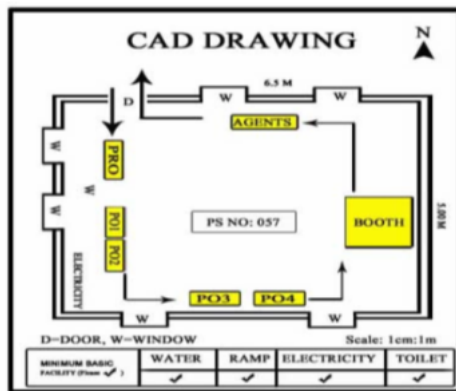 CAD DRAWING
N
6.5 M
D
W
W
AGENTS
W
PRO
W
W
PO1
PO2
PS NO: 057
BOOTH
5.00 M
ELECTRICITY
PO3
PO4
W
W
D=DOOR, W=WINDOW
Scale: 1cm:1m
MINIMUM BASIC FACILITY (Please ✓) WATER RAMP ELECTRICITY TOILET
✓ ✓ ✓ ✓